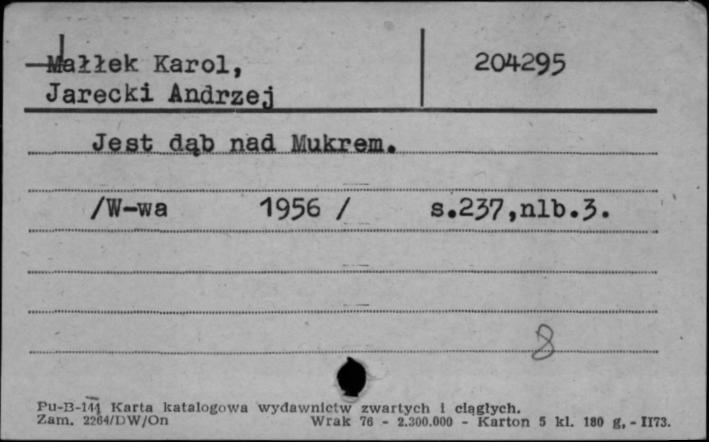 Małłek Karol, 204295
Jarecki Andrzej
Jest dąb nad Mukrem.
/W-wa 1956 / s.237,nlb.3.
8
Pu-B-144 Karta katalogowa wydawnictw zwartych i ciągłych.
Zam. 2264/DW/On Wrak 76 - 2.300.000 - Karton 5 kl. 180 g, - II73.